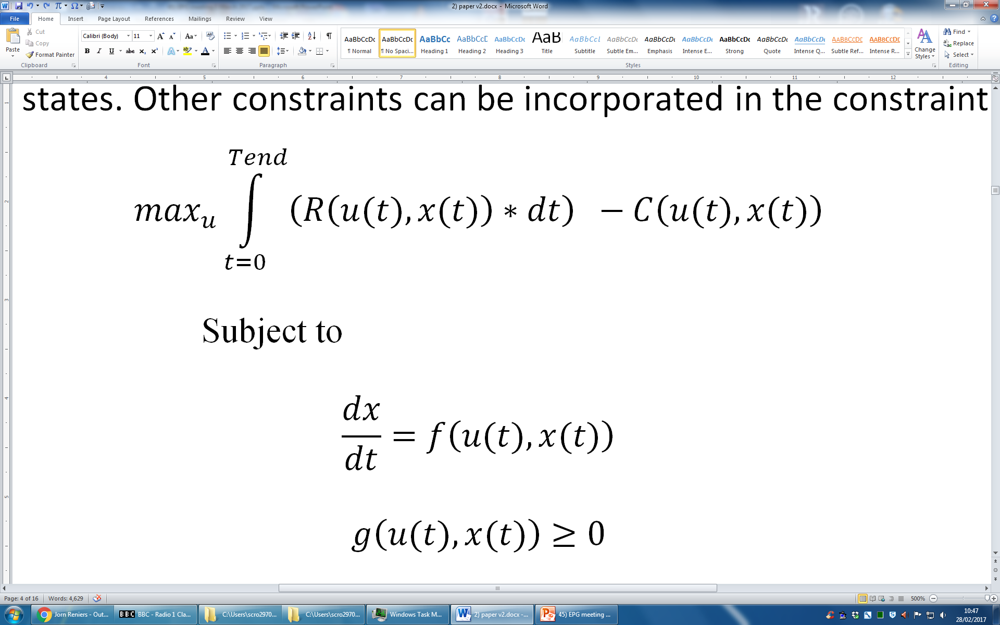 2) paper v2.docx - Microsoft Word
File Home Insert Page Layout References Mailings Review View
Paste
Cut
Copy
Format Painter
Clipboard
Calibri (Body) 11
Font
Paragraph
AaBbCcDc AaBbCcDc AaBbCc AaBbCcD AaBbCcDc AaB AaBbCcL AaBbCcDc AaBbCcDc AaBbCcDc AaBbCcDc AaBbCcDc AaBbCcDc AaBbCcDc AaBbCcDc
¶ Normal ¶ No Spaci... Heading 1 Heading 2 Heading 3 Title Subtitle Subtle Em... Emphasis Intense E... Strong Quote Intense Q... Subtle Ref... Intense R...
Styles
Change
Styles
Find
Replace
Select
Editing
4 5 6 7 8 9 10 11 12
states. Other constraints can be incorporated in the constraint
Tend
max_u ∫ (R(u(t), x(t)) * dt) − C(u(t), x(t))
t=0
Subject to
dx/dt = f(u(t), x(t))
g(u(t), x(t)) ≥ 0
Page: 4 of 16 Words: 4,629
500%
Jorn Reniers - Out... BBC - Radio 1 Cla... C:\Users\scro2970... C:\Users\scro2970... Windows Task M... 2) paper v2.docx -... 45) EPG meeting ...
10:47
28/02/2017